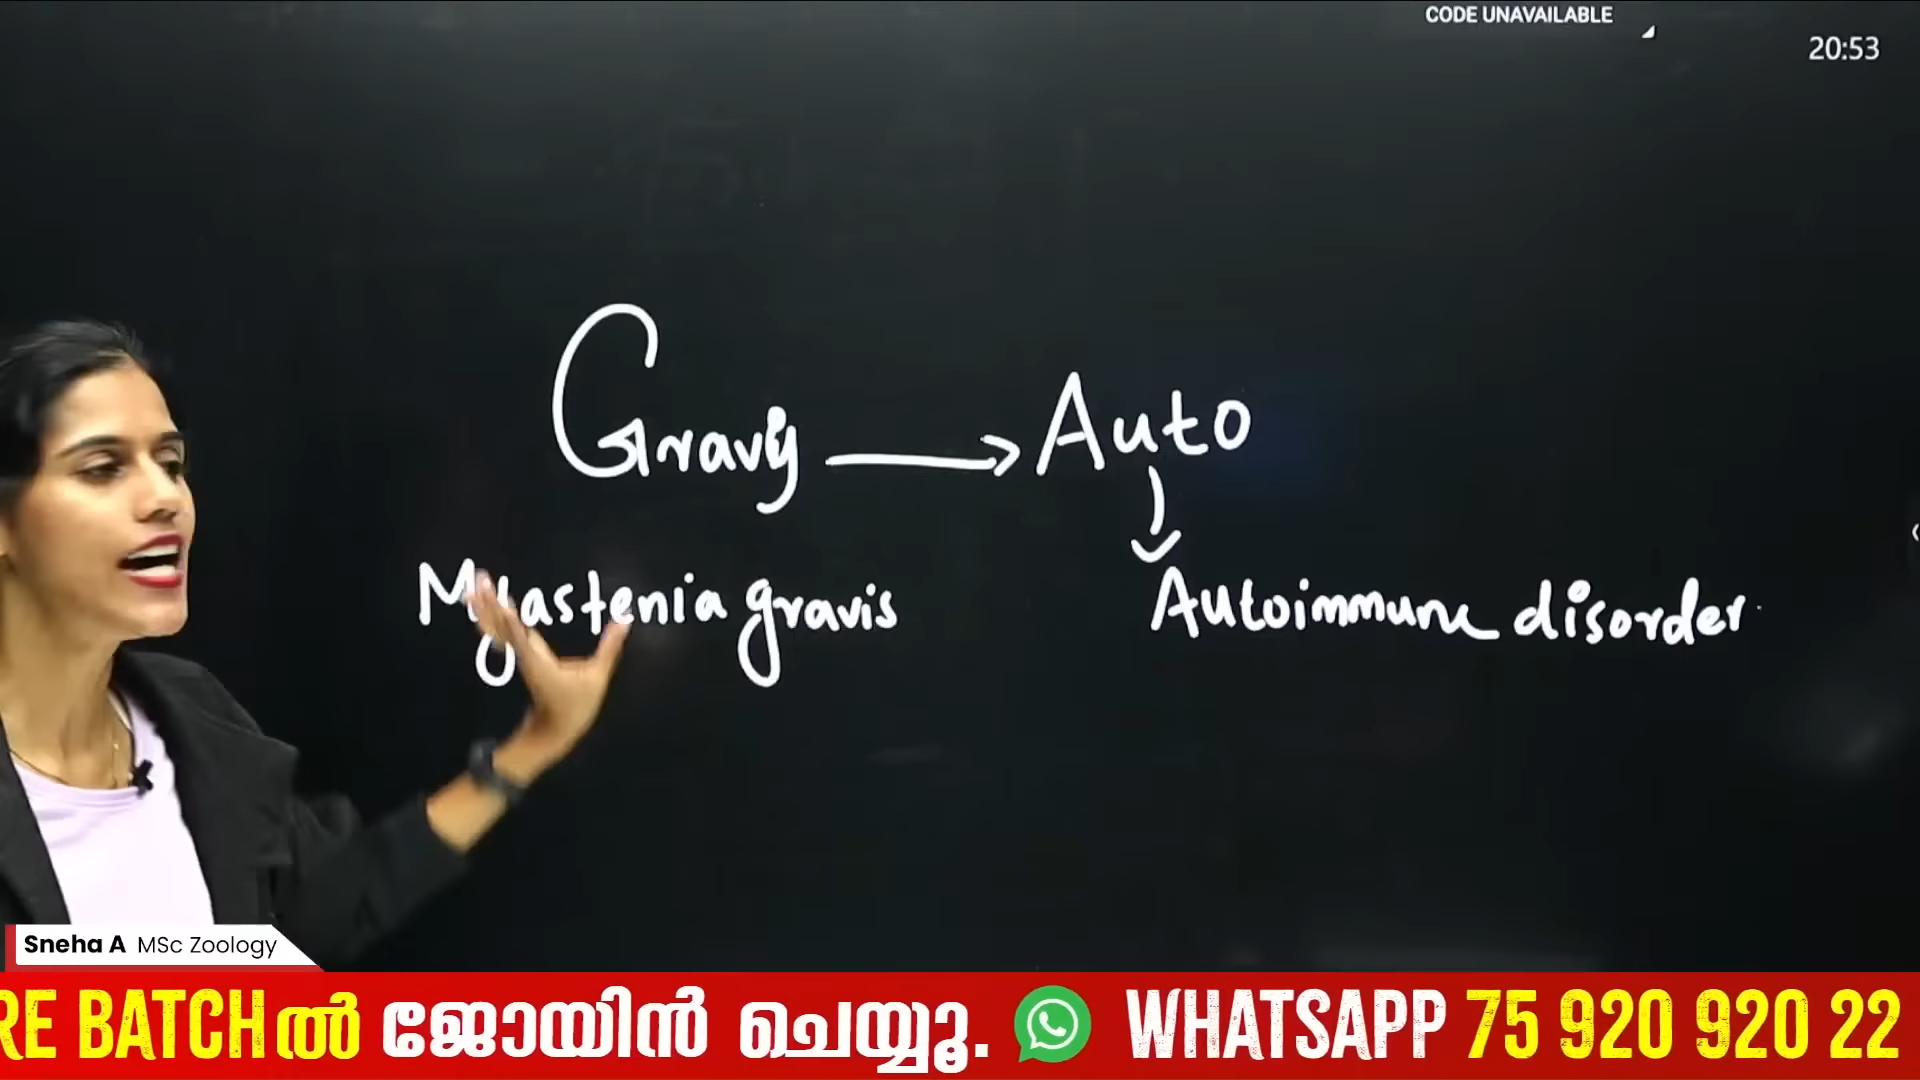 CODE UNAVAILABLE
20:53
Gravy → Auto
Myastenia gravis
Autoimmune disorder
Sneha A MSc Zoology
RE BATCHൽ ജോയിൻ ചെയ്യൂ. WHATSAPP 75 920 920 22